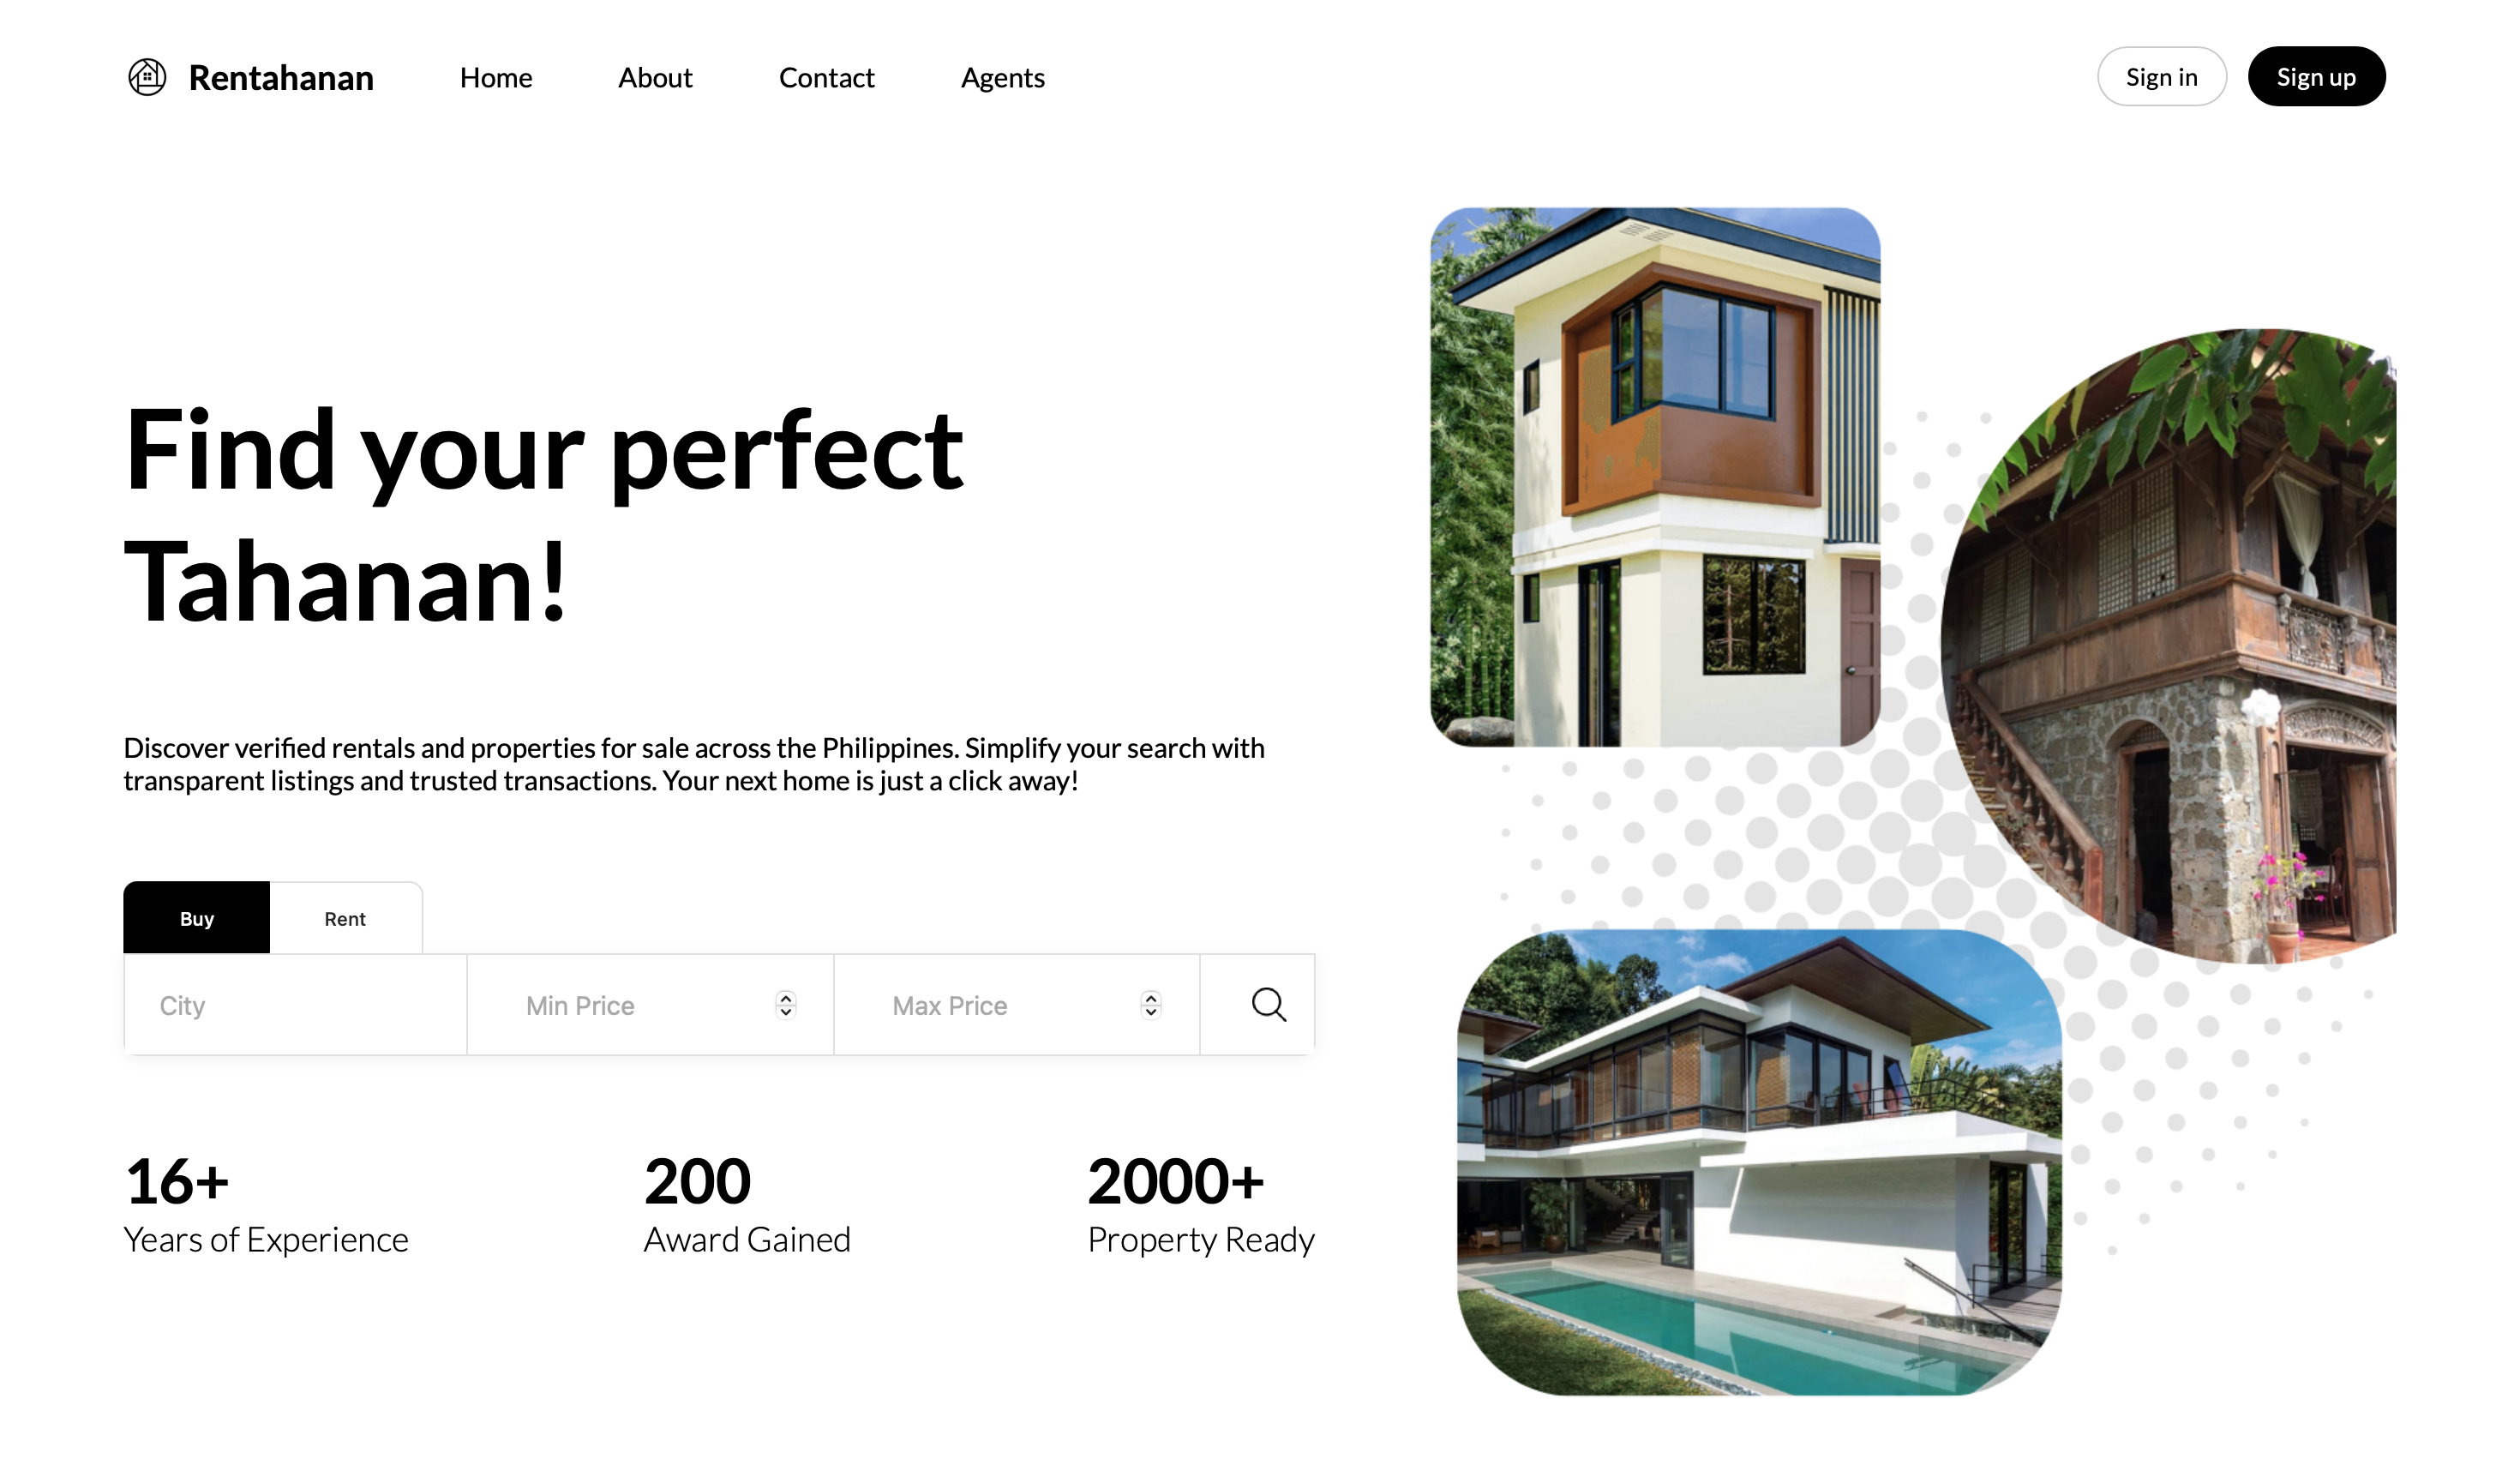 Rentahanan
Home
About
Contact
Agents
Sign in
Sign up
Find your perfect
Tahanan!
Discover verified rentals and properties for sale across the Philippines. Simplify your search with
transparent listings and trusted transactions. Your next home is just a click away!
Buy
Rent
City
Min Price
Max Price
16+
Years of Experience
200
Award Gained
2000+
Property Ready